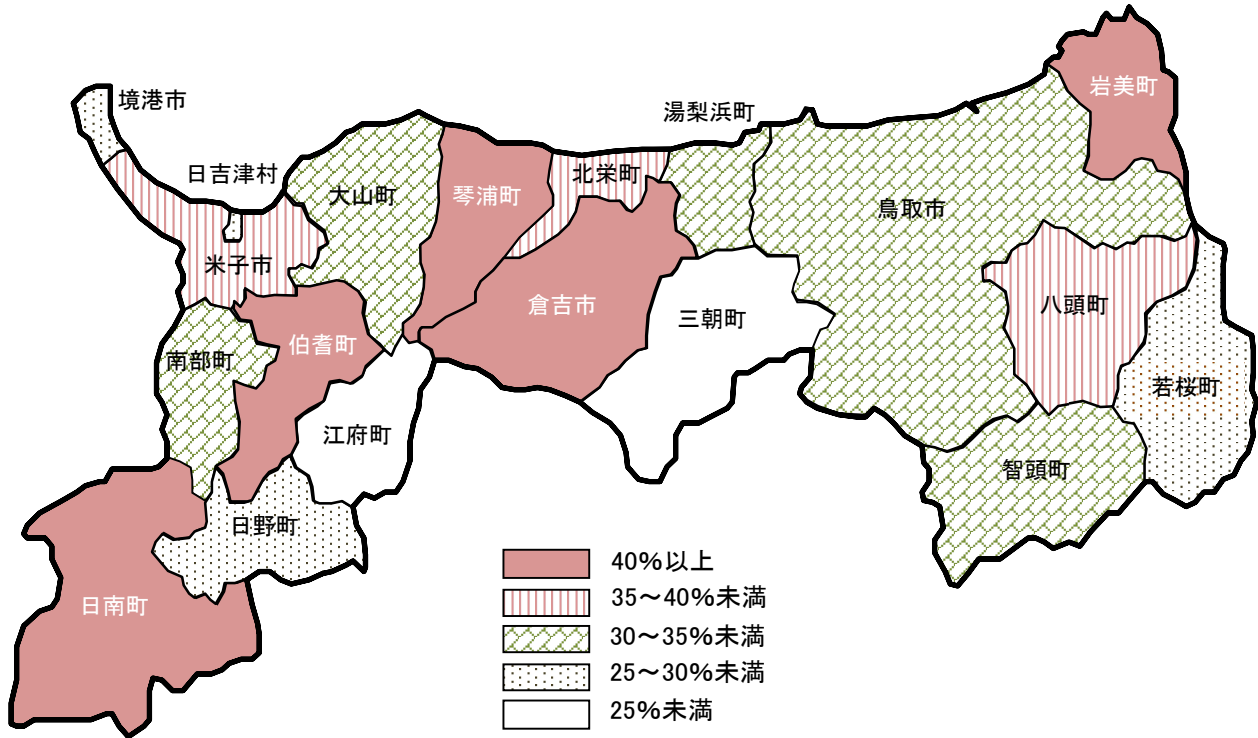 岩美町
境港市
湯梨浜町
日吉津村
北栄町
大山町
琴浦町
鳥取市
米子市
倉吉市
三朝町
八頭町
伯耆町
南部町
若桜町
江府町
智頭町
日野町
日南町
40%以上
35～40%未満
30～35%未満
25～30%未満
25%未満